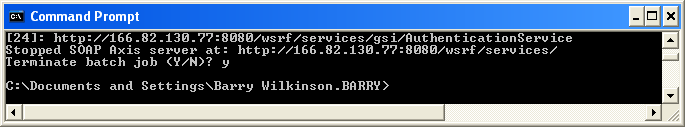 Command Prompt
[24]: http://166.82.130.77:8080/wsrf/services/gsi/AuthenticationService
Stopped SOAP Axis server at: http://166.82.130.77:8080/wsrf/services/
Terminate batch job (Y/N)? y
C:\Documents and Settings\Barry Wilkinson.BARRY>